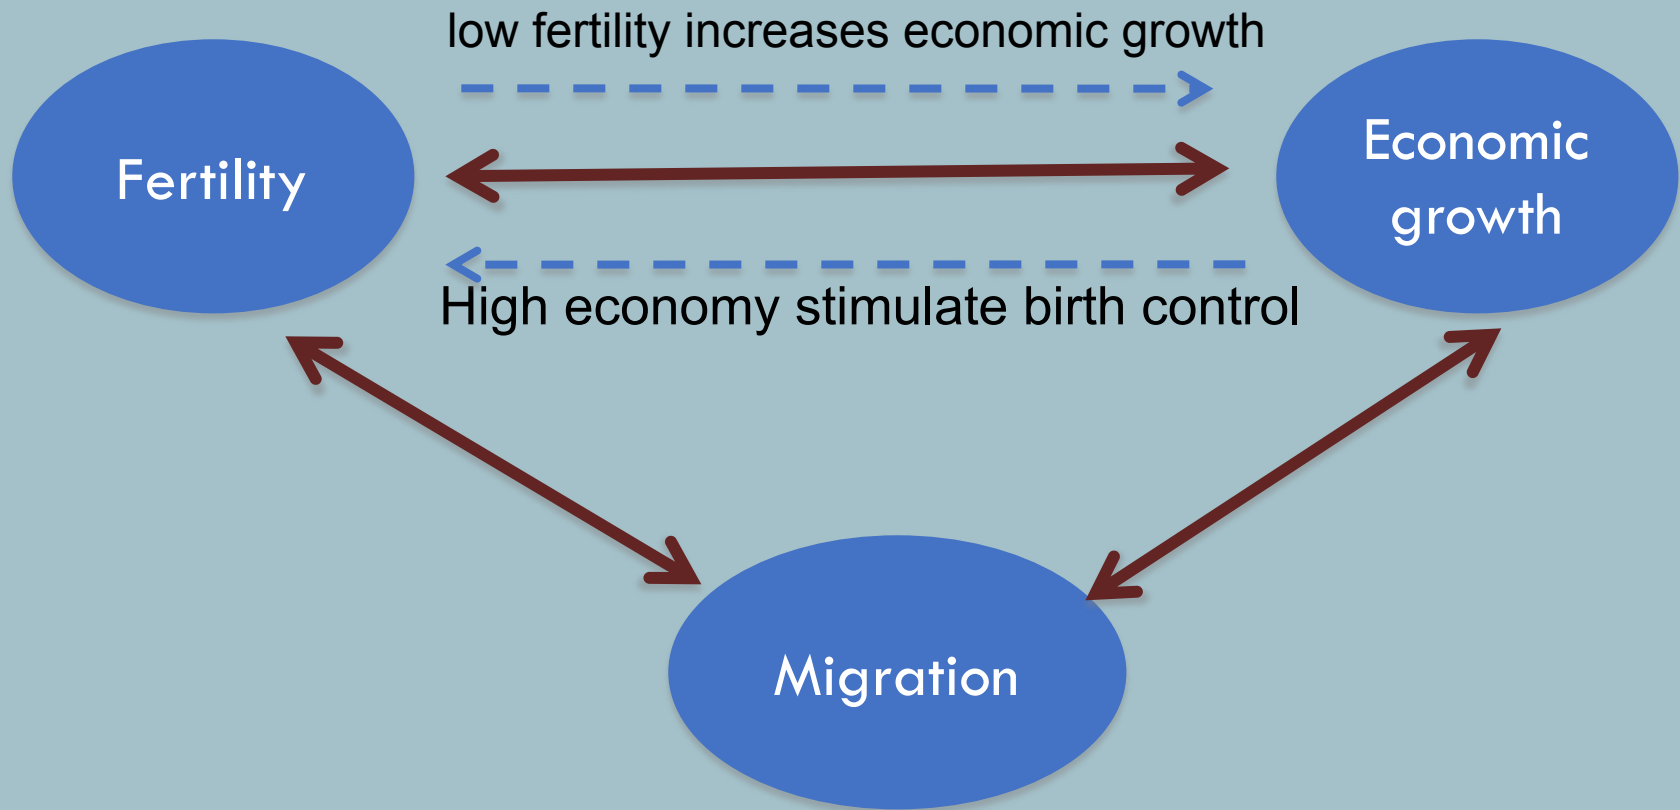 low fertility increases economic growth
Fertility
Economic
growth
High economy stimulate birth control
Migration